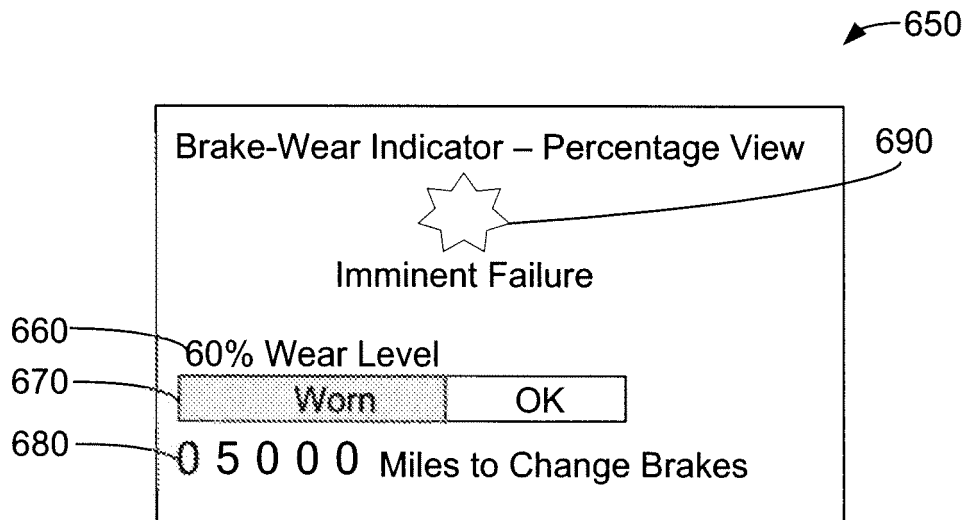 650
Brake-Wear Indicator – Percentage View
690
Imminent Failure
660
60% Wear Level
670
Worn OK
680
0 5 0 0 0 Miles to Change Brakes